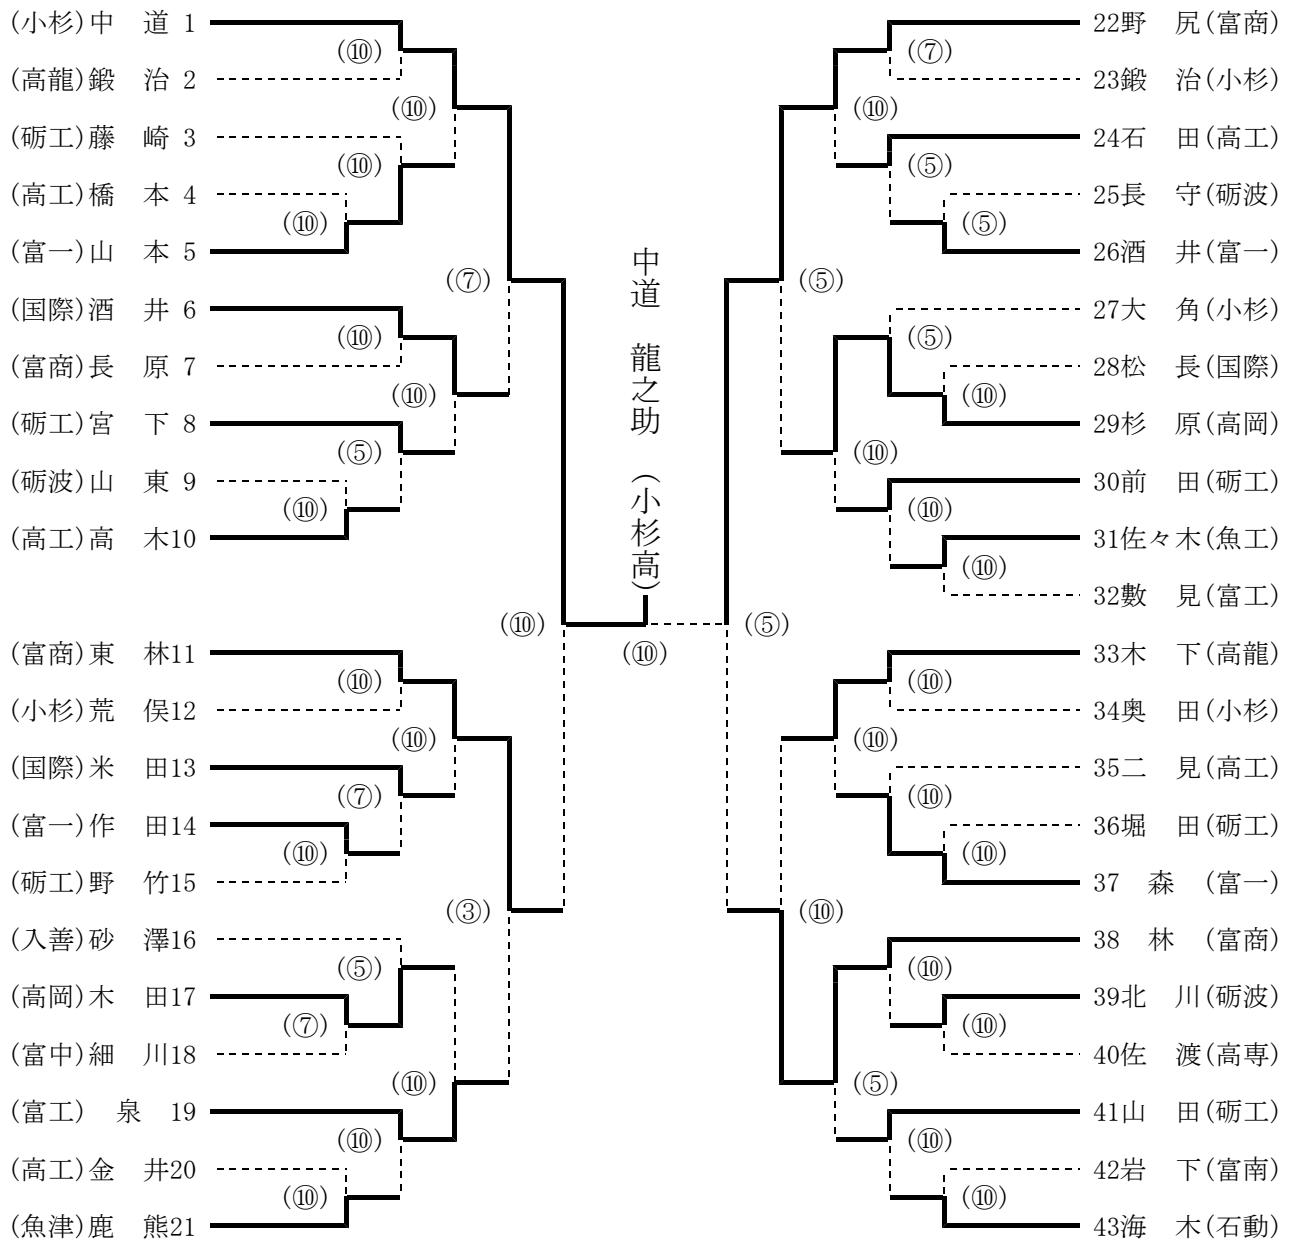 (小杉)中　道 1
(⑩)
(高龍)鍛　治 2
(⑩)
(砺工)藤　崎 3
(⑩)
(高工)橋　本 4
(⑩)
(富一)山　本 5
(⑦)
(国際)酒　井 6
(⑩)
(富商)長　原 7
(⑩)
(砺工)宮　下 8
(⑤)
(砺波)山　東 9
(⑩)
(高工)高　木10
(⑩)
(富商)東　林11
(⑩)
(小杉)荒　俣12
(⑩)
(国際)米　田13
(⑦)
(富一)作　田14
(⑩)
(砺工)野　竹15
(③)
(入善)砂　澤16
(⑤)
(高岡)木　田17
(⑦)
(富中)細　川18
(⑩)
(富工)　泉　19
(⑩)
(高工)金　井20
(⑩)
(魚津)鹿　熊21
中道　龍之助　(小杉高)
(⑩)
22野　尻(富商)
(⑦)
23鍛　治(小杉)
(⑩)
24石　田(高工)
(⑤)
25長　守(砺波)
(⑤)
26酒　井(富一)
(⑤)
27大　角(小杉)
(⑤)
28松　長(国際)
(⑩)
29杉　原(高岡)
(⑩)
30前　田(砺工)
(⑩)
31佐々木(魚工)
(⑩)
32數　見(富工)
(⑤)
33木　下(高龍)
(⑩)
34奥　田(小杉)
(⑩)
35二　見(高工)
(⑩)
36堀　田(砺工)
(⑩)
37　森　(富一)
(⑩)
38　林　(富商)
(⑩)
39北　川(砺波)
(⑩)
40佐　渡(高専)
(⑤)
41山　田(砺工)
(⑩)
42岩　下(富南)
(⑩)
43海　木(石動)